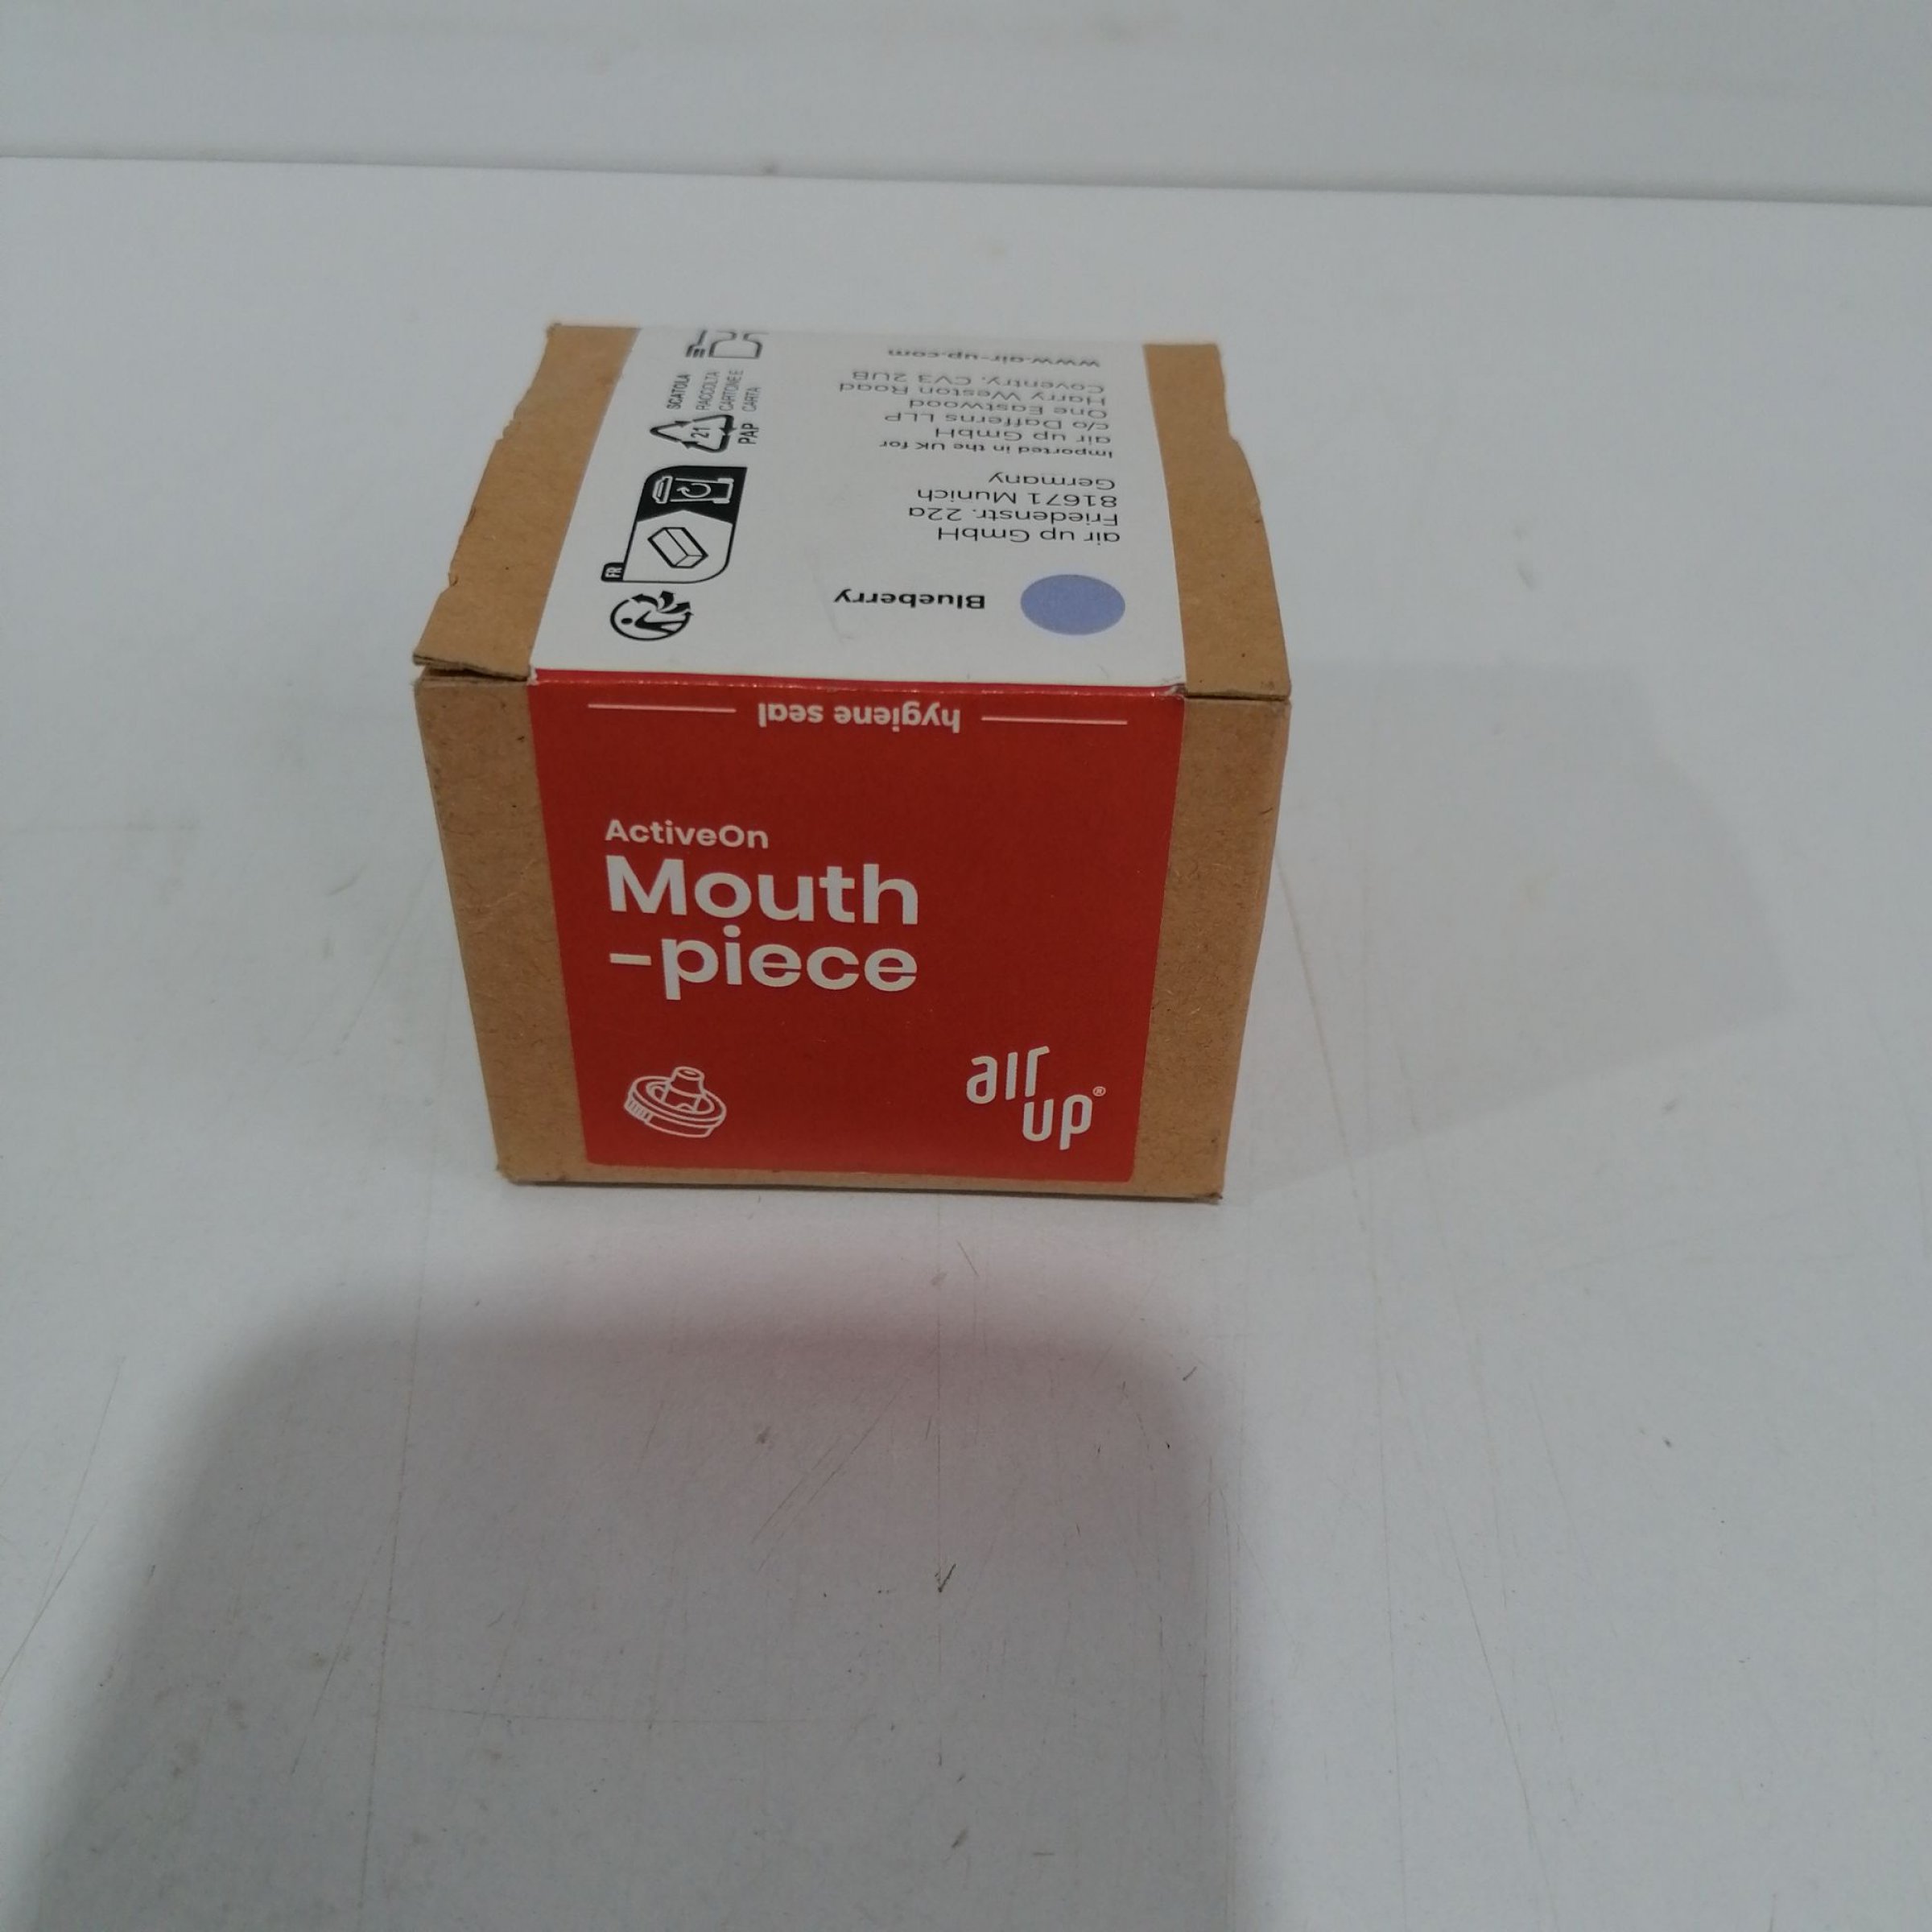 Blueberry
air up GmbH
Friedenstr. 22a
81671 Munich
Germany
Imported in the UK for
air up GmbH
c/o Dafferns LLP
One Eastwood
Harry Weston Road
Coventry, CV3 2UB
www.air-up.com
FR
21
PAP
SCATOLA
RACCOLTA
CARTONE E
CARTA
hygiene seal
ActiveOn
Mouth
-piece
air
up®